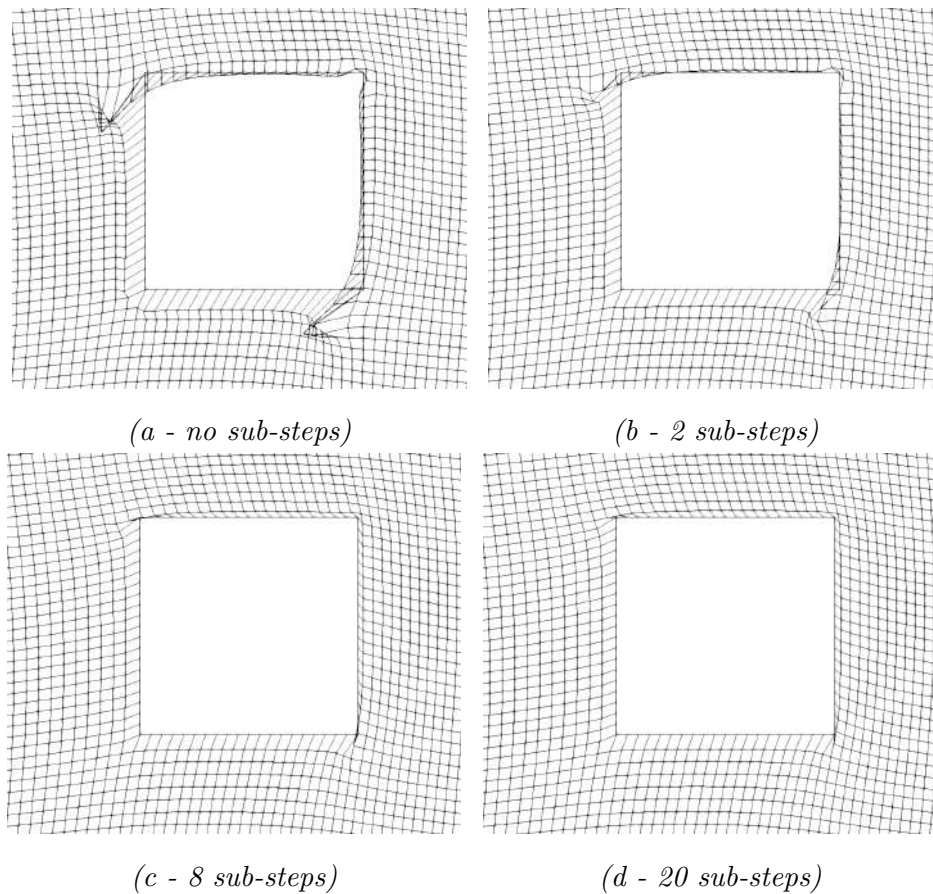 (a - no sub-steps)
(b - 2 sub-steps)
(c - 8 sub-steps)
(d - 20 sub-steps)